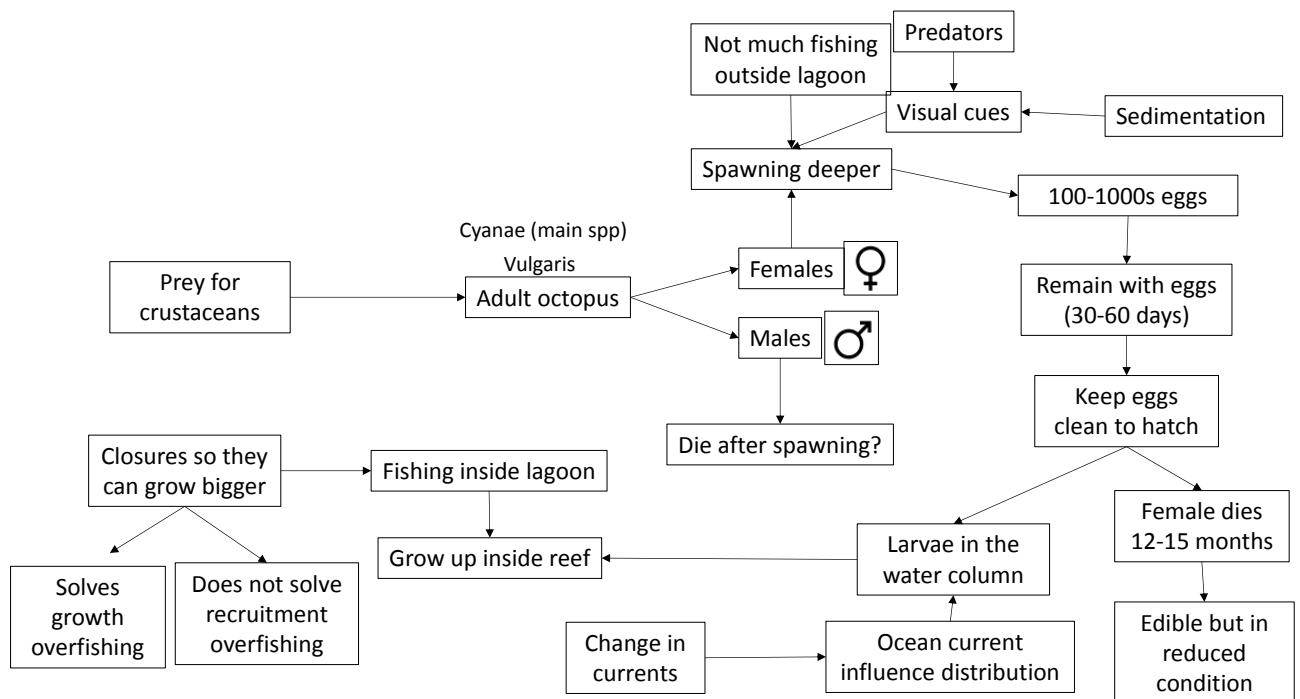 Not much fishing
outside lagoon
Predators
Visual cues
Sedimentation
Spawning deeper
100-1000s eggs
Cyanae (main spp)
Vulgaris
Adult octopus
Prey for
crustaceans
Females
Males
Remain with eggs
(30-60 days)
Keep eggs
clean to hatch
Die after spawning?
Closures so they
can grow bigger
Fishing inside lagoon
Grow up inside reef
Solves
growth
overfishing
Does not solve
recruitment
overfishing
Larvae in the
water column
Female dies
12-15 months
Change in
currents
Ocean current
influence distribution
Edible but in
reduced
condition